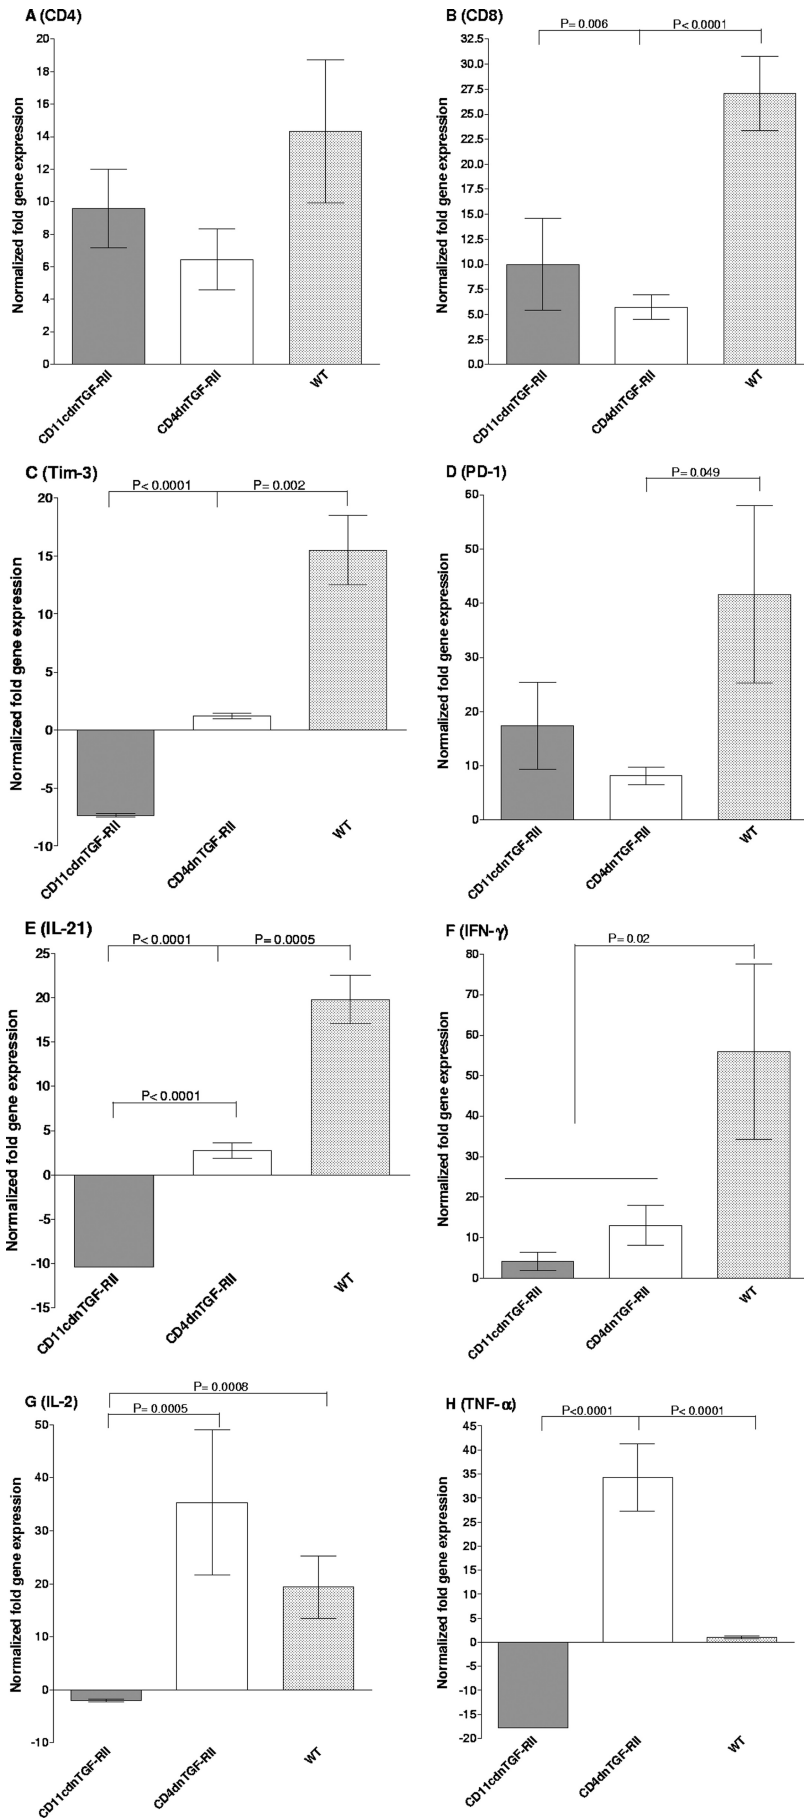 A (CD4)
Normalized fold gene expression
20
18
16
14
12
10
8
6
4
2
0
CD11cdnTGF-RII
CD4dnTGF-RII
WT
B (CD8)
P= 0.006
P< 0.0001
Normalized fold gene expression
32.5
30.0
27.5
25.0
22.5
20.0
17.5
15.0
12.5
10.0
7.5
5.0
2.5
0.0
CD11cdnTGF-RII
CD4dnTGF-RII
WT
C (Tim-3)
P< 0.0001
P= 0.002
Normalized fold gene expression
20
15
10
5
0
-5
-10
CD11cdnTGF-RII
CD4dnTGF-RII
WT
D (PD-1)
P= 0.049
Normalized fold gene expression
60
50
40
30
20
10
0
CD11cdnTGF-RII
CD4dnTGF-RII
WT
E (IL-21)
P< 0.0001
P= 0.0005
P< 0.0001
Normalized fold gene expression
25
20
15
10
5
0
-5
-10
-15
CD11cdnTGF-RII
CD4dnTGF-RII
WT
F (IFN-γ)
P= 0.02
Normalized fold gene expression
80
70
60
50
40
30
20
10
0
CD11cdnTGF-RII
CD4dnTGF-RII
WT
G (IL-2)
P= 0.0008
P= 0.0005
Normalized fold gene expression
50
40
30
20
10
0
-10
CD11cdnTGF-RII
CD4dnTGF-RII
WT
H (TNF-α)
P<0.0001
P< 0.0001
Normalized fold gene expression
45
40
35
30
25
20
15
10
5
0
-5
-10
-15
-20
CD11cdnTGF-RII
CD4dnTGF-RII
WT